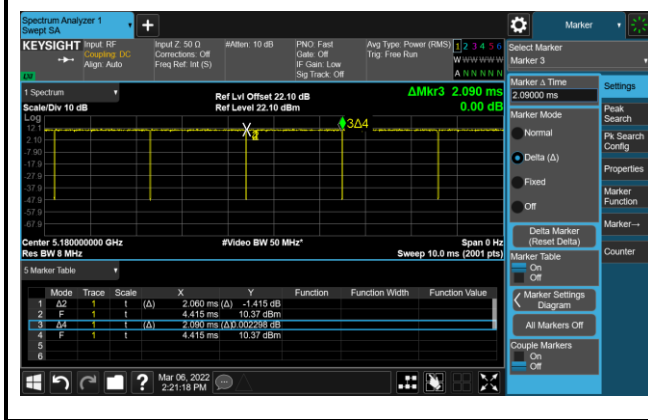 Spectrum Analyzer 1
Swept SA
Marker
KEYSIGHT
Input: RF
Coupling: DC
Align: Auto
Input Z: 50 Ω
Corrections: Off
Freq Ref: Int (S)
#Atten: 10 dB
PNO: Fast
Gate: Off
IF Gain: Low
Sig Track: Off
Avg Type: Power (RMS)
Trig: Free Run
1 2 3 4 5 6
W W W W W W
A N N N N N
LW
Select Marker
Marker 3
1 Spectrum
Scale/Div 10 dB
Ref Lvl Offset 22.10 dB
Ref Level 22.10 dBm
ΔMkr3 2.090 ms
0.00 dB
Log
12.1
2.10
-7.90
-17.9
-27.9
-37.9
-47.9
-57.9
-67.9
X
3Δ4
Center 5.180000000 GHz
Res BW 8 MHz
#Video BW 50 MHz*
Span 0 Hz
Sweep 10.0 ms (2001 pts)
5 Marker Table
Mode Trace Scale X Y Function Function Width Function Value
1 Δ2 1 t (Δ) 2.060 ms (Δ) -1.415 dB
2 F 1 t 4.415 ms 10.37 dBm
3 Δ4 1 t (Δ) 2.090 ms (Δ) 0.002298 dB
4 F 1 t 4.415 ms 10.37 dBm
5
6
Mar 06, 2022
2:21:18 PM
?
Marker Δ Time
2.09000 ms
Marker Mode
Normal
Delta (Δ)
Fixed
Off
Delta Marker
(Reset Delta)
Marker Table
On
Off
Marker Settings
Diagram
All Markers Off
Couple Markers
On
Off
Settings
Peak
Search
Pk Search
Config
Properties
Marker
Function
Marker→
Counter